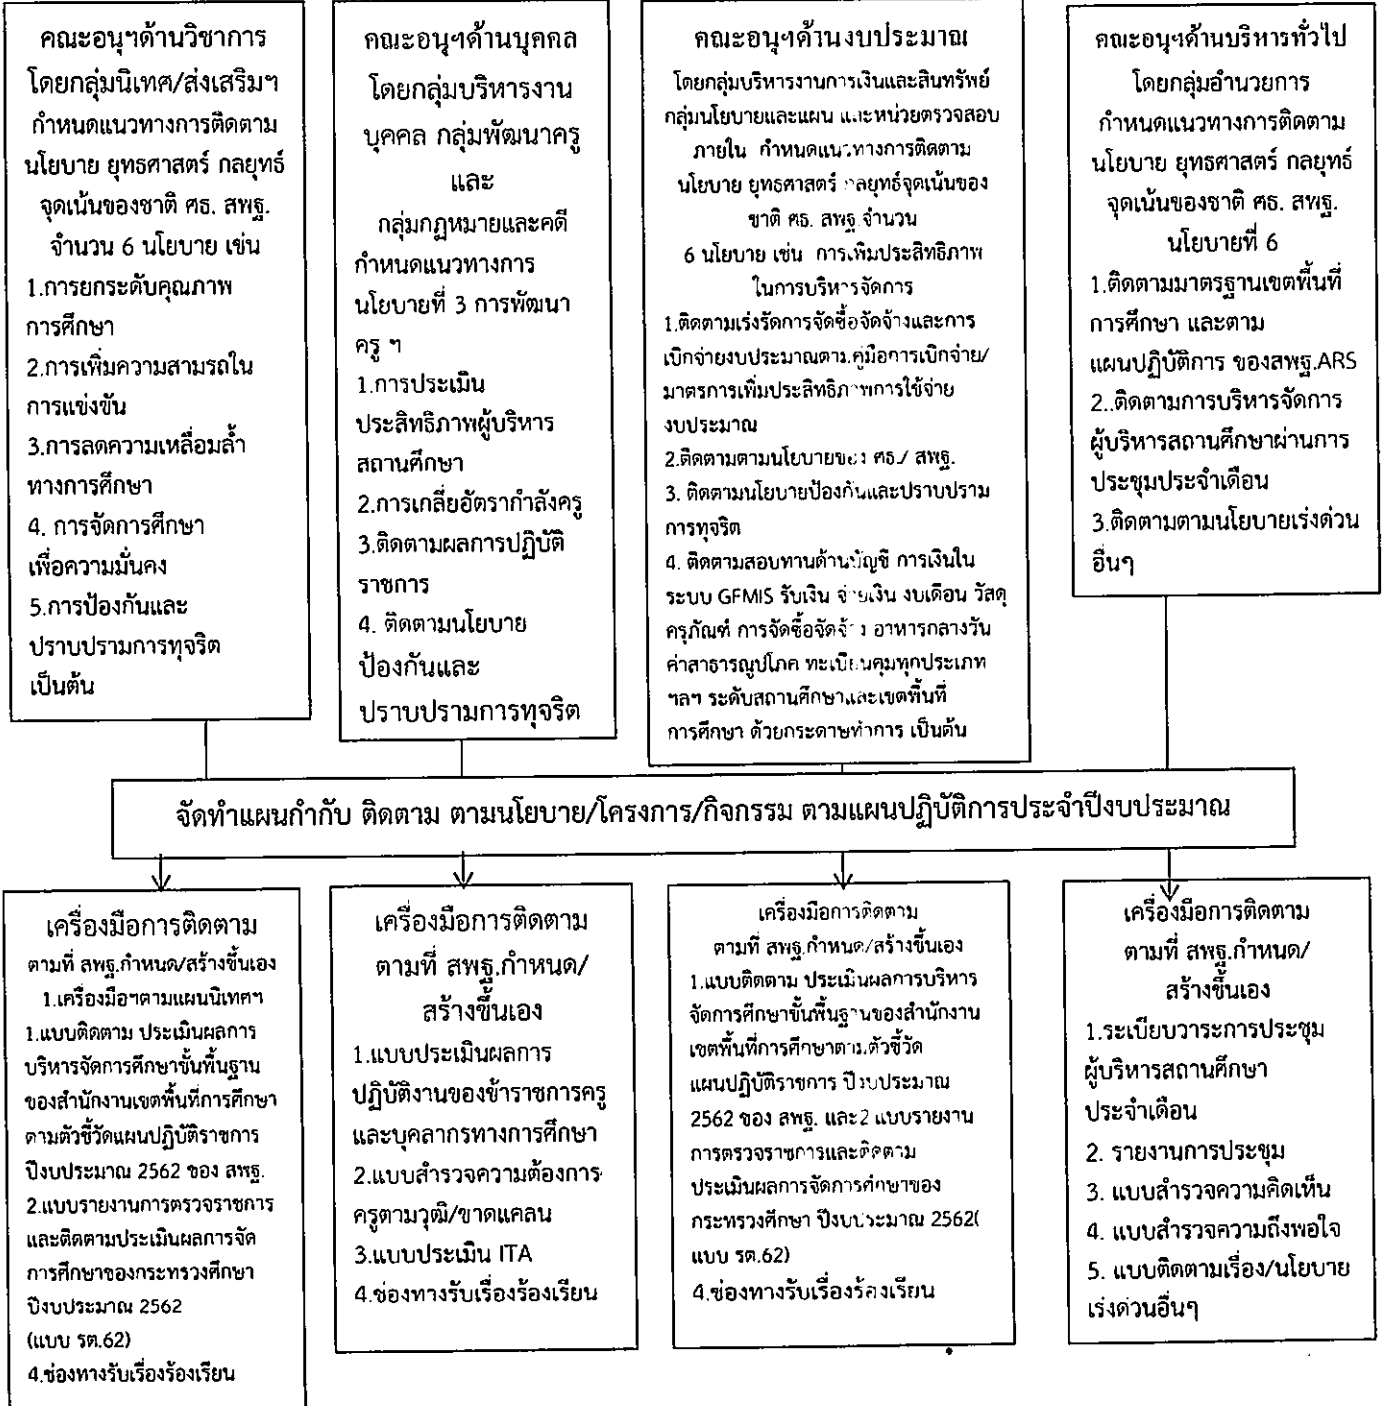 คณะอนุฯด้านวิชาการ
โดยกลุ่มนิเทศ/ส่งเสริมฯ
กำหนดแนวทางการติดตาม
นโยบาย ยุทธศาสตร์ กลยุทธ์
จุดเน้นของชาติ ศธ. สพฐ.
จำนวน 6 นโยบาย เช่น
1.การยกระดับคุณภาพ
การศึกษา
2.การเพิ่มความสามรถใน
การแข่งขัน
3.การลดความเหลื่อมล้ำ
ทางการศึกษา
4. การจัดการศึกษา
เพื่อความมั่นคง
5.การป้องกันและ
ปราบปรามการทุจริต
เป็นต้น
คณะอนุฯด้านบุคคล
โดยกลุ่มบริหารงาน
บุคคล กลุ่มพัฒนาครู
และ
กลุ่มกฏหมายและคดี
กำหนดแนวทางการ
นโยบายที่ 3 การพัฒนา
ครู ฯ
1.การประเมิน
ประสิทธิภาพผู้บริหาร
สถานศึกษา
2.การเกลี่ยอัตรากำลังครู
3.ติดตามผลการปฏิบัติ
ราชการ
4. ติดตามนโยบาย
ป้องกันและ
ปราบปรามการทุจริต
คณะอนุฯด้านงบประมาณ
โดยกลุ่มบริหารงานการเงินและสินทรัพย์
กลุ่มนโยบายและแผน และหน่วยตรวจสอบ
ภายใน กำหนดแนวทางการติดตาม
นโยบาย ยุทธศาสตร์ กลยุทธ์จุดเน้นของ
ชาติ ศธ. สพฐ.จำนวน
6 นโยบาย เช่น การเพิ่มประสิทธิภาพ
ในการบริหารจัดการ
1.ติดตามเร่งรัดการจัดซื้อจัดจ้างและการ
เบิกจ่ายงบประมาณตามคู่มือการเบิกจ่าย/
มาตรการเพิ่มประสิทธิภาพการใช้จ่าย
งบประมาณ
2.ติดตามตามนโยบายของ ศธ./ สพฐ.
3. ติดตามนโยบายป้องกันและปราบปราม
การทุจริต
4. ติดตามสอบทานด้านบัญชี การเงินใน
ระบบ GFMIS รับเงิน จ่ายเงิน งบเดือน วัสดุ
ครุภัณฑ์ การจัดซื้อจัดจ้าง อาหารกลางวัน
ค่าสาธารณูปโภค ทะเบียนคุมทุกประเภท
ฯลฯ ระดับสถานศึกษาและเขตพื้นที่
การศึกษา ด้วยกระดาษทำการ เป็นต้น
คณะอนุฯด้านบริหารทั่วไป
โดยกลุ่มอำนวยการ
กำหนดแนวทางการติดตาม
นโยบาย ยุทธศาสตร์ กลยุทธ์
จุดเน้นของชาติ ศธ. สพฐ.
นโยบายที่ 6
1.ติดตามมาตรฐานเขตพื้นที่
การศึกษา และตาม
แผนปฏิบัติการ ของสพฐ.ARS
2..ติดตามการบริหารจัดการ
ผู้บริหารสถานศึกษาผ่านการ
ประชุมประจำเดือน
3.ติดตามตามนโยบายเร่งด่วน
อื่นๆ
จัดทำแผนกำกับ ติดตาม ตามนโยบาย/โครงการ/กิจกรรม ตามแผนปฏิบัติการประจำปีงบประมาณ
เครื่องมือการติดตาม
ตามที่ สพฐ.กำหนด/สร้างขึ้นเอง
1.เครื่องมือฯตามแผนนิเทศฯ
1.แบบติดตาม ประเมินผลการ
บริหารจัดการศึกษาขั้นพื้นฐาน
ของสำนักงานเขตพื้นที่การศึกษา
ตามตัวชี้วัดแผนปฏิบัติราชการ
ปีงบประมาณ 2562 ของ สพฐ.
2.แบบรายงานการตรวจราชการ
และติดตามประเมินผลการจัด
การศึกษาของกระทรวงศึกษา
ปีงบประมาณ 2562
(แบบ รต.62)
4.ช่องทางรับเรื่องร้องเรียน
เครื่องมือการติดตาม
ตามที่ สพฐ.กำหนด/
สร้างขึ้นเอง
1.แบบประเมินผลการ
ปฏิบัติงานของข้าราชการครู
และบุคลากรทางการศึกษา
2.แบบสำรวจความต้องการ
ครูตามวุฒิ/ขาดแคลน
3.แบบประเมิน ITA
4.ช่องทางรับเรื่องร้องเรียน
เครื่องมือการติดตาม
ตามที่ สพฐ.กำหนด/สร้างขึ้นเอง
1.แบบติดตาม ประเมินผลการบริหาร
จัดการศึกษาขั้นพื้นฐานของสำนักงาน
เขตพื้นที่การศึกษาตามตัวชี้วัด
แผนปฏิบัติราชการ ปีงบประมาณ
2562 ของ สพฐ. และ2 แบบรายงาน
การตรวจราชการและติดตาม
ประเมินผลการจัดการศึกษาของ
กระทรวงศึกษา ปีงบประมาณ 2562(
แบบ รต.62)
4.ช่องทางรับเรื่องร้องเรียน
เครื่องมือการติดตาม
ตามที่ สพฐ.กำหนด/
สร้างขึ้นเอง
1.ระเบียบวาระการประชุม
ผู้บริหารสถานศึกษา
ประจำเดือน
2. รายงานการประชุม
3. แบบสำรวจความคิดเห็น
4. แบบสำรวจความถึงพอใจ
5. แบบติดตามเรื่อง/นโยบาย
เร่งด่วนอื่นๆ